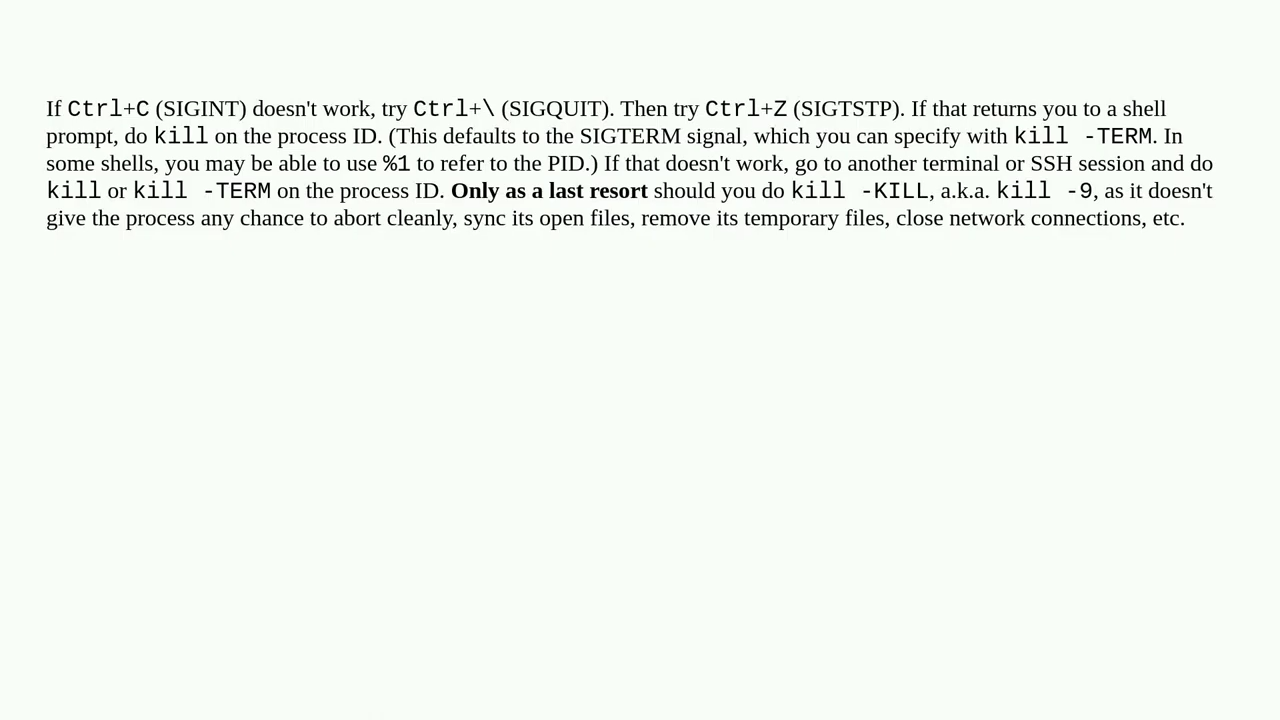 If Ctrl+C (SIGINT) doesn't work, try Ctrl+\ (SIGQUIT). Then try Ctrl+Z (SIGTSTP). If that returns you to a shell
prompt, do kill on the process ID. (This defaults to the SIGTERM signal, which you can specify with kill -TERM. In
some shells, you may be able to use %1 to refer to the PID.) If that doesn't work, go to another terminal or SSH session and do
kill or kill -TERM on the process ID. Only as a last resort should you do kill -KILL, a.k.a. kill -9, as it doesn't
give the process any chance to abort cleanly, sync its open files, remove its temporary files, close network connections, etc.